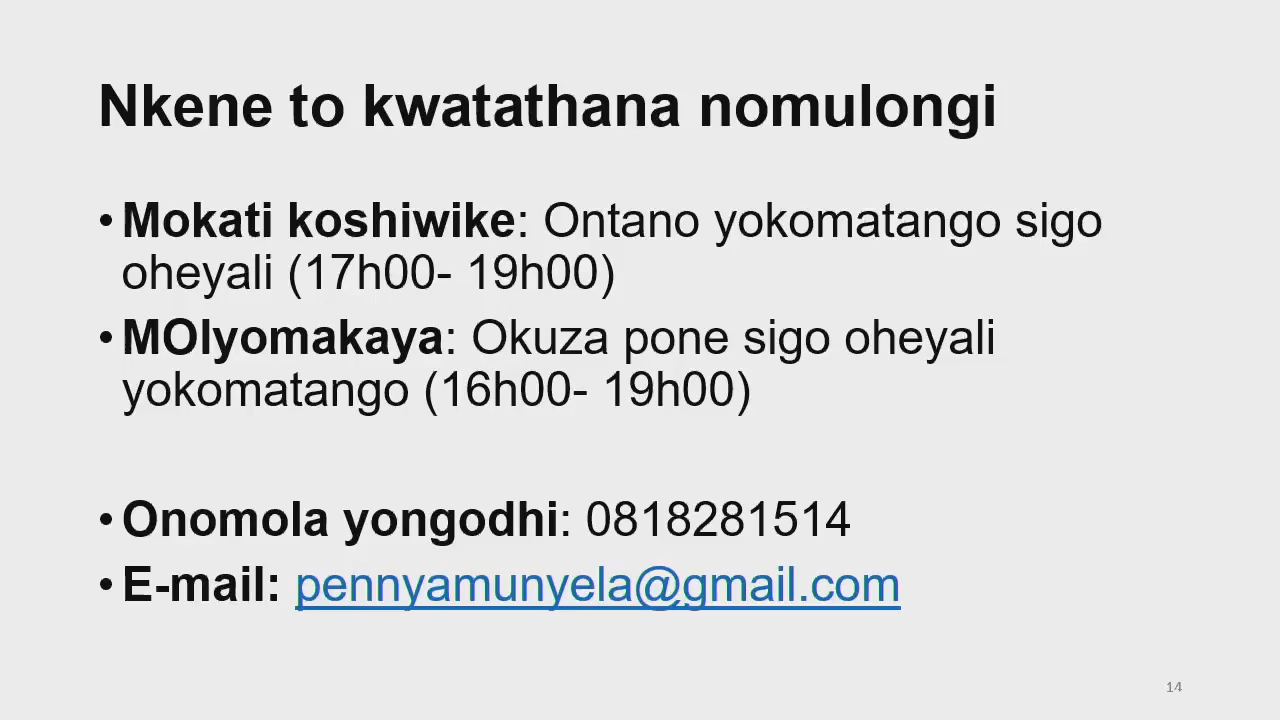 Nkene to kwatathana nomulongi
• Mokati koshiwike: Ontano yokomatango sigo
oheyali (17h00- 19h00)
• MOlyomakaya: Okuza pone sigo oheyali
yokomatango (16h00- 19h00)
• Onomola yongodhi: 0818281514
• E-mail: pennyamunyela@gmail.com
14